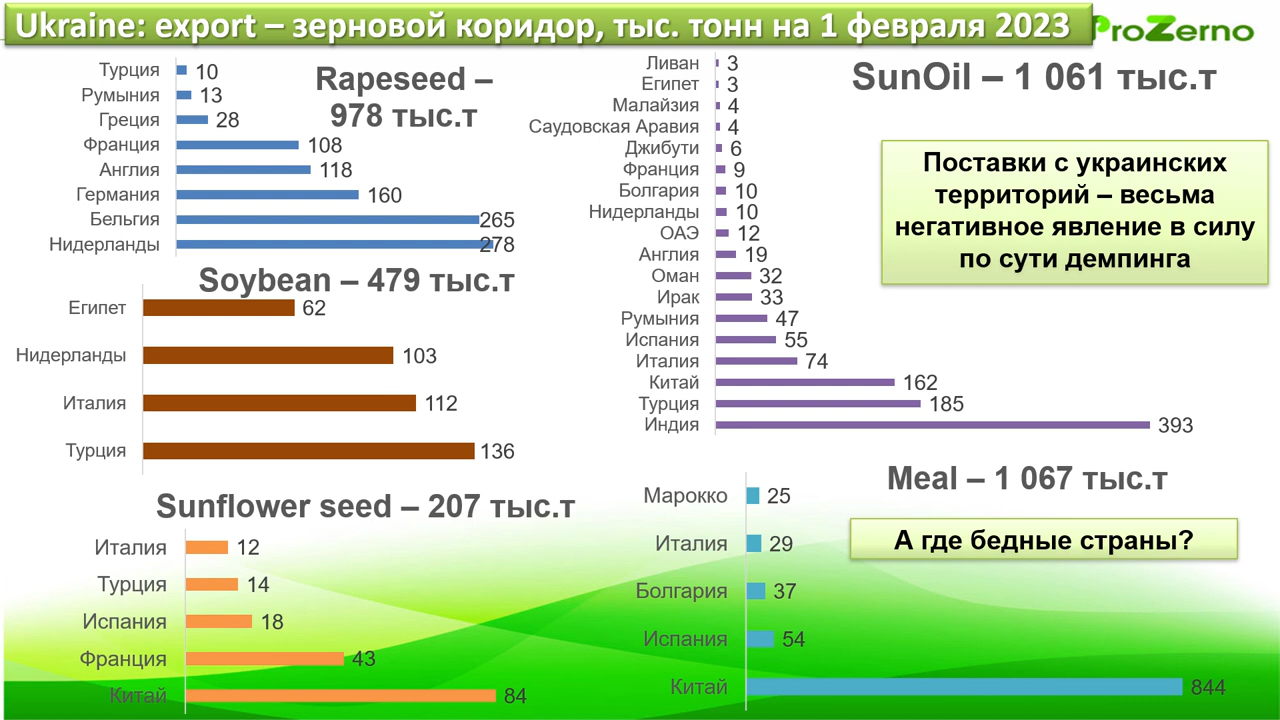 Ukraine: export – зерновой коридор, тыс. тонн на 1 февраля 2023
ProZerno
Rapeseed –
978 тыс.т
Турция 10
Румыния 13
Греция 28
Франция 108
Англия 118
Германия 160
Бельгия 265
Нидерланды 278
Soybean – 479 тыс.т
Египет 62
Нидерланды 103
Италия 112
Турция 136
Sunflower seed – 207 тыс.т
Италия 12
Турция 14
Испания 18
Франция 43
Китай 84
SunOil – 1 061 тыс.т
Ливан 3
Египет 3
Малайзия 4
Саудовская Аравия 4
Джибути 6
Франция 9
Болгария 10
Нидерланды 10
ОАЭ 12
Англия 19
Оман 32
Ирак 33
Румыния 47
Испания 55
Италия 74
Китай 162
Турция 185
Индия 393
Поставки с украинских
территорий – весьма
негативное явление в силу
по сути демпинга
Meal – 1 067 тыс.т
Марокко 25
Италия 29
Болгария 37
Испания 54
Китай 844
А где бедные страны?